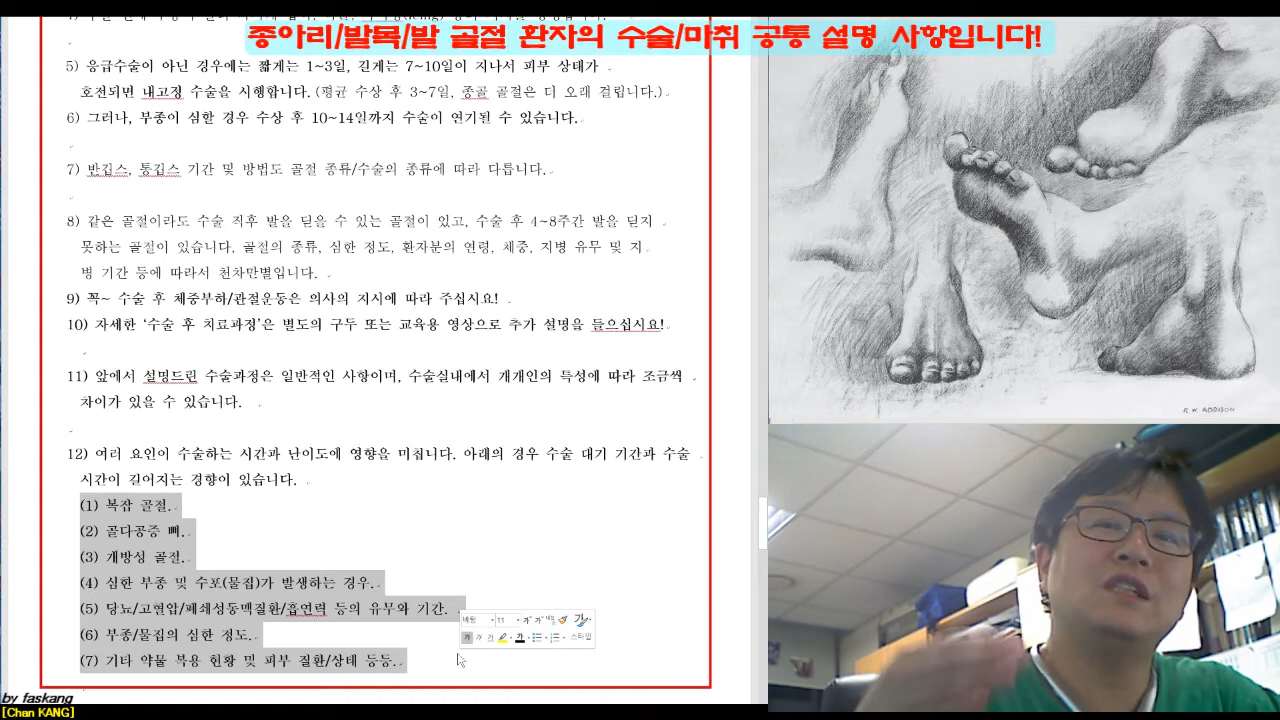 종아리/발목/발 골절 환자의 수술/마취 공통 설명 사항입니다!
5) 응급수술이 아닌 경우에는 짧게는 1~3일, 길게는 7~10일이 지나서 피부 상태가
호전되면 내고정 수술을 시행합니다. (평균 수상 후 3~7일, 종골 골절은 더 오래 걸립니다.)
6) 그러나, 부종이 심할 경우 수상 후 10~14일까지 수술이 연기될 수 있습니다.
7) 반깁스, 통깁스 기간 및 방법도 골절 종류/수술의 종류에 따라 다릅니다.
8) 같은 골절이라도 수술 직후 발을 딛을 수 있는 골절이 있고, 수술 후 4~8주간 발을 딛지
못하는 골절이 있습니다. 골절의 종류, 심한 정도, 환자분의 연령, 체중, 지병 유무 및 지
병 기간 등에 따라서 천차만별입니다.
9) 꼭~ 수술 후 체중부하/관절운동은 의사의 지시에 따라 주십시요!
10) 자세한 '수술 후 치료과정'은 별도의 구두 또는 교육용 영상으로 추가 설명을 들으십시요!
11) 앞에서 설명드린 수술과정은 일반적인 사항이며, 수술실내에서 개개인의 특성에 따라 조금씩
차이가 있을 수 있습니다.
12) 여러 요인이 수술하는 시간과 난이도에 영향을 미칩니다. 아래의 경우 수술 대기 기간과 수술
시간이 길어지는 경향이 있습니다.
(1) 복잡 골절.
(2) 골다공증 뼈.
(3) 개방성 골절.
(4) 심한 부종 및 수포(물집)가 발생하는 경우.
(5) 당뇨/고혈압/폐쇄성동맥질환/흡연력 등의 유무와 기간.
(6) 부종/물집의 심한 정도.
(7) 기타 약물 복용 현황 및 피부 질환/상태 등등.
바탕 11 가 가
가 가 가 가 스타일
R W ADDISON
by faskang
[Chan KANG]